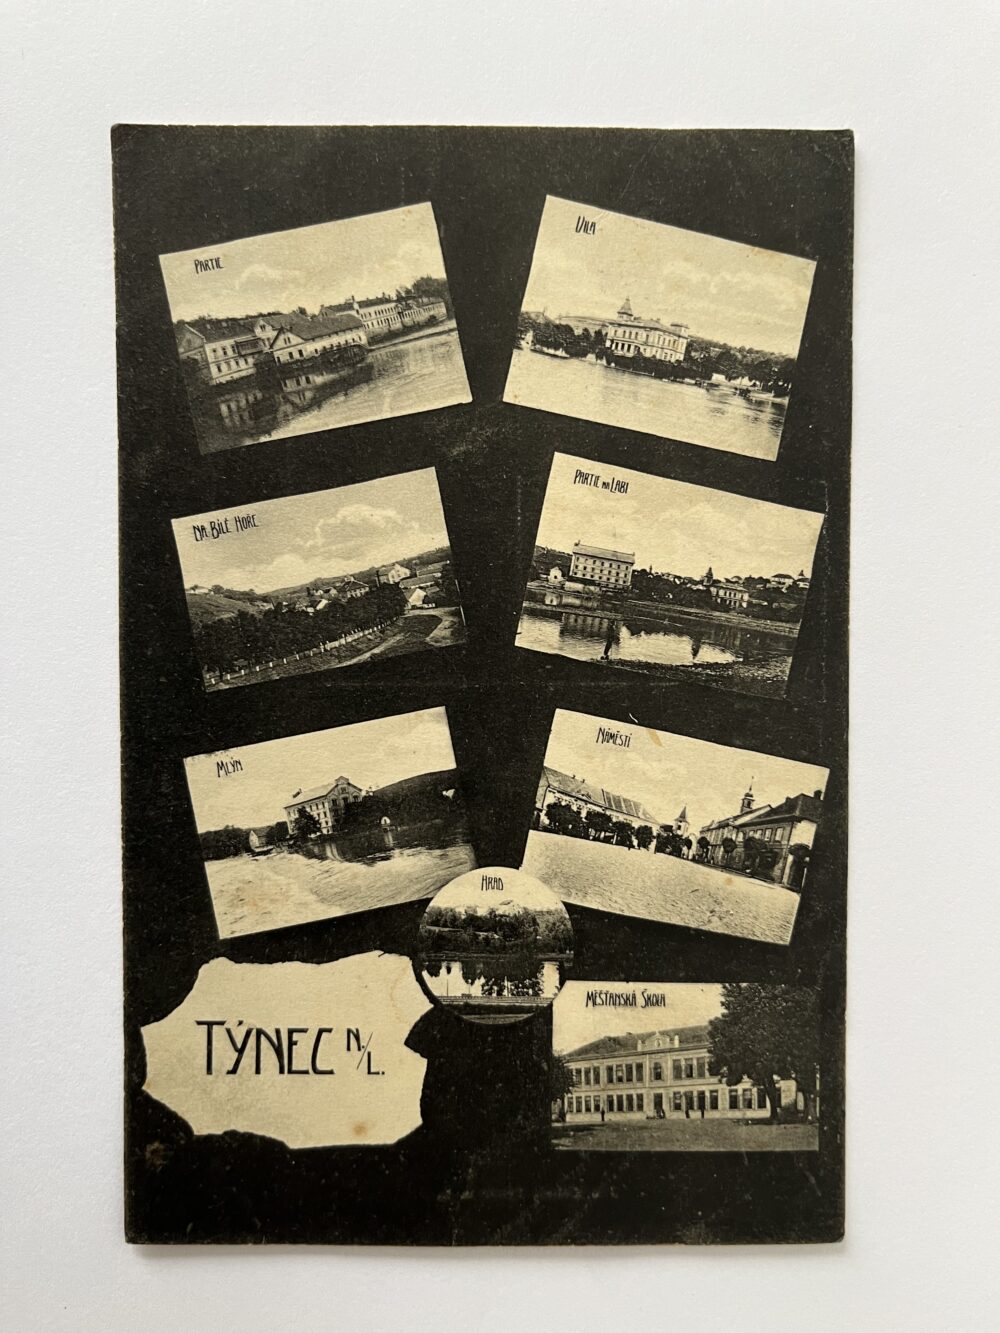 PARTIE
VILA
NA BÍLÉ HOŘE
PARTIE NA LABI
MLÝN
NÁMĚSTÍ
HRAD
TÝNEC N./L.
MĚŠŤANSKÁ ŠKOLA